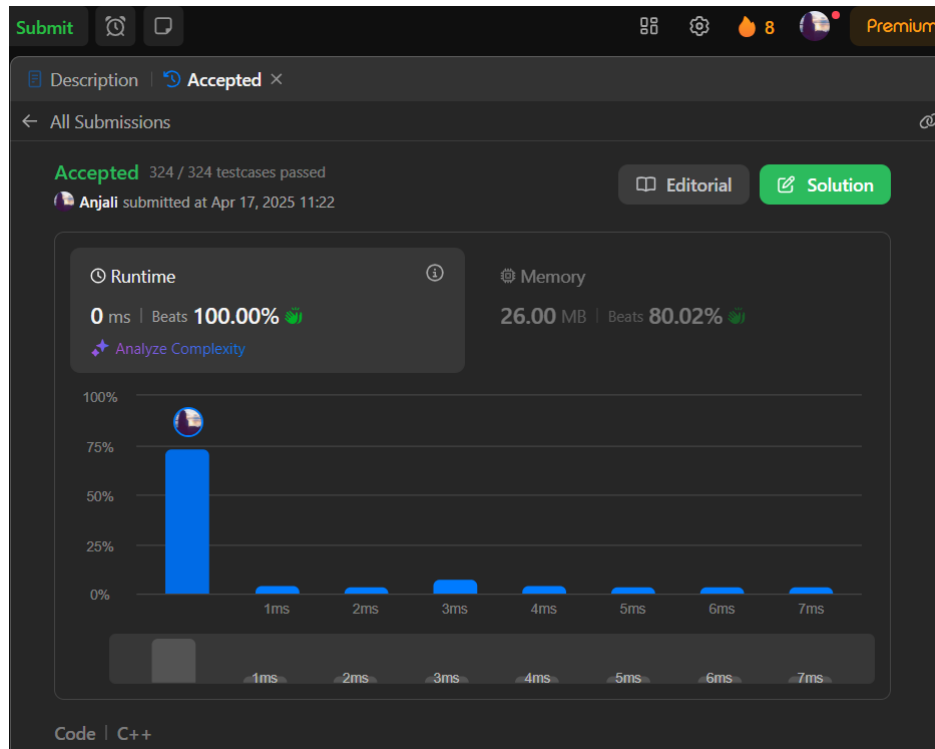 Submit 8 Premium
Description Accepted
All Submissions
Accepted 324 / 324 testcases passed
Anjali submitted at Apr 17, 2025 11:22
Editorial Solution
Runtime
0 ms Beats 100.00%
Analyze Complexity
Memory
26.00 MB Beats 80.02%
100%
75%
50%
25%
0%
1ms 2ms 3ms 4ms 5ms 6ms 7ms
1ms 2ms 3ms 4ms 5ms 6ms 7ms
Code C++